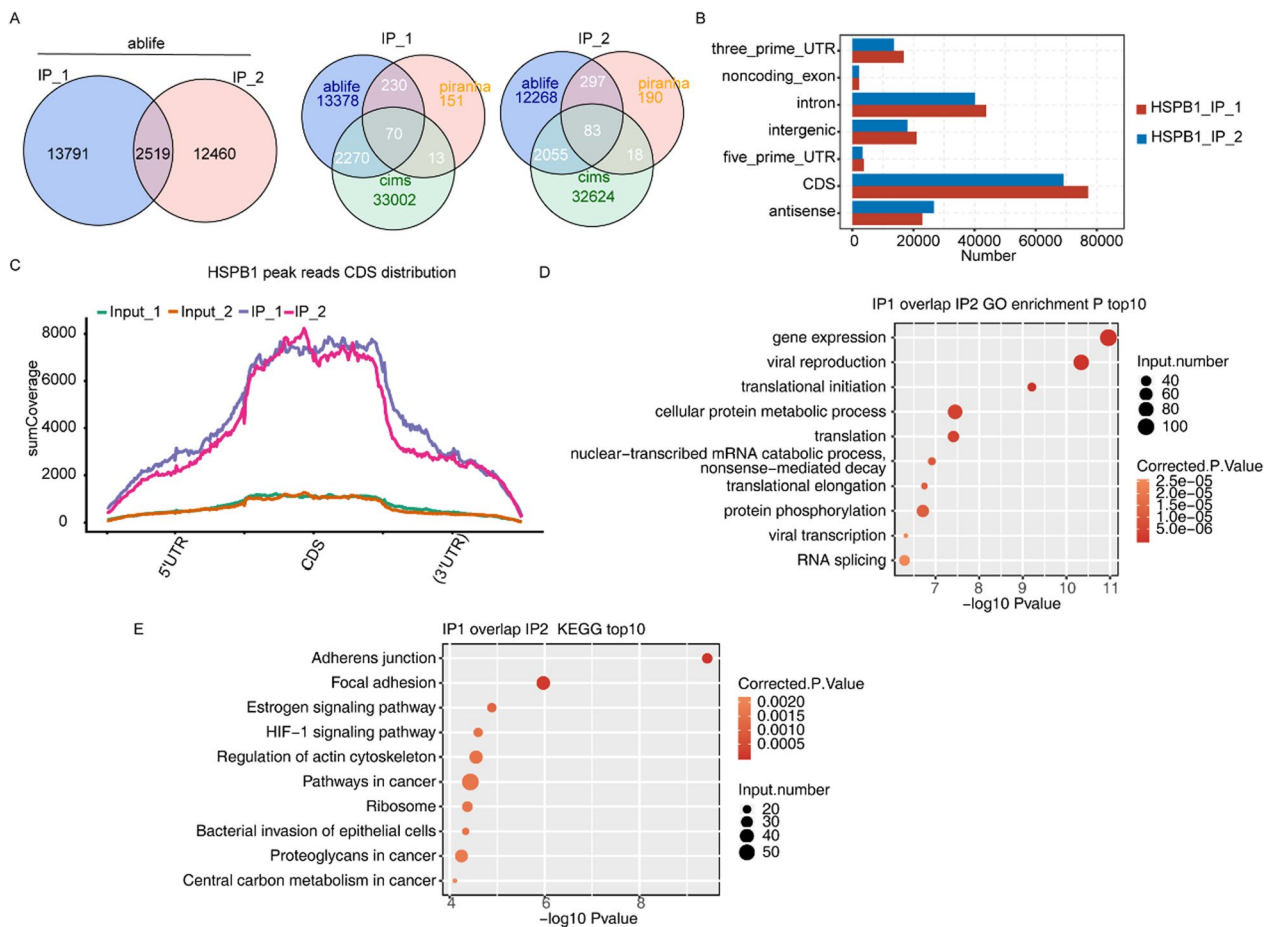 A
ablife
IP_1
IP_2
13791
2519
12460
IP_1
ablife
13378
230
piranha
151
70
2270
13
cims
33002
IP_2
ablife
12268
297
piranha
190
83
2055
18
cims
32624
B
three_prime_UTR
noncoding_exon
intron
intergenic
five_prime_UTR
CDS
antisense
0 20000 40000 60000 80000
Number
HSPB1_IP_1
HSPB1_IP_2
C
HSPB1 peak reads CDS distribution
Input_1 Input_2 IP_1 IP_2
sumCoverage
8000
6000
4000
2000
0
5'UTR
CDS
(3'UTR)
D
IP1 overlap IP2 GO enrichment P top10
gene expression
viral reproduction
translational initiation
cellular protein metabolic process
translation
nuclear−transcribed mRNA catabolic process,
nonsense−mediated decay
translational elongation
protein phosphorylation
viral transcription
RNA splicing
7 8 9 10 11
−log10 Pvalue
Input.number
40
60
80
100
Corrected.P.Value
2.5e−05
1.5e−05
1.0e−05
5.0e−06
E
IP1 overlap IP2 KEGG top10
Adherens junction
Focal adhesion
Estrogen signaling pathway
HIF−1 signaling pathway
Regulation of actin cytoskeleton
Pathways in cancer
Ribosome
Bacterial invasion of epithelial cells
Proteoglycans in cancer
Central carbon metabolism in cancer
4 6 8
−log10 Pvalue
Corrected.P.Value
0.0020
0.0015
0.0010
0.0005
Input.number
20
30
40
50